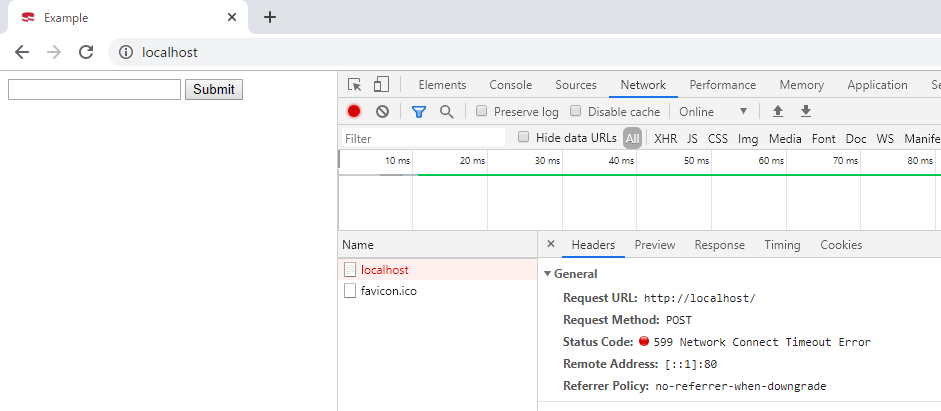 Example
localhost
Submit
Elements Console Sources Network Performance Memory Application Se
Preserve log Disable cache Online
Filter Hide data URLs All XHR JS CSS Img Media Font Doc WS Manife
10 ms 20 ms 30 ms 40 ms 50 ms 60 ms 70 ms 80 ms
Name Headers Preview Response Timing Cookies
localhost
favicon.ico
General
Request URL: http://localhost/
Request Method: POST
Status Code: 599 Network Connect Timeout Error
Remote Address: [::1]:80
Referrer Policy: no-referrer-when-downgrade